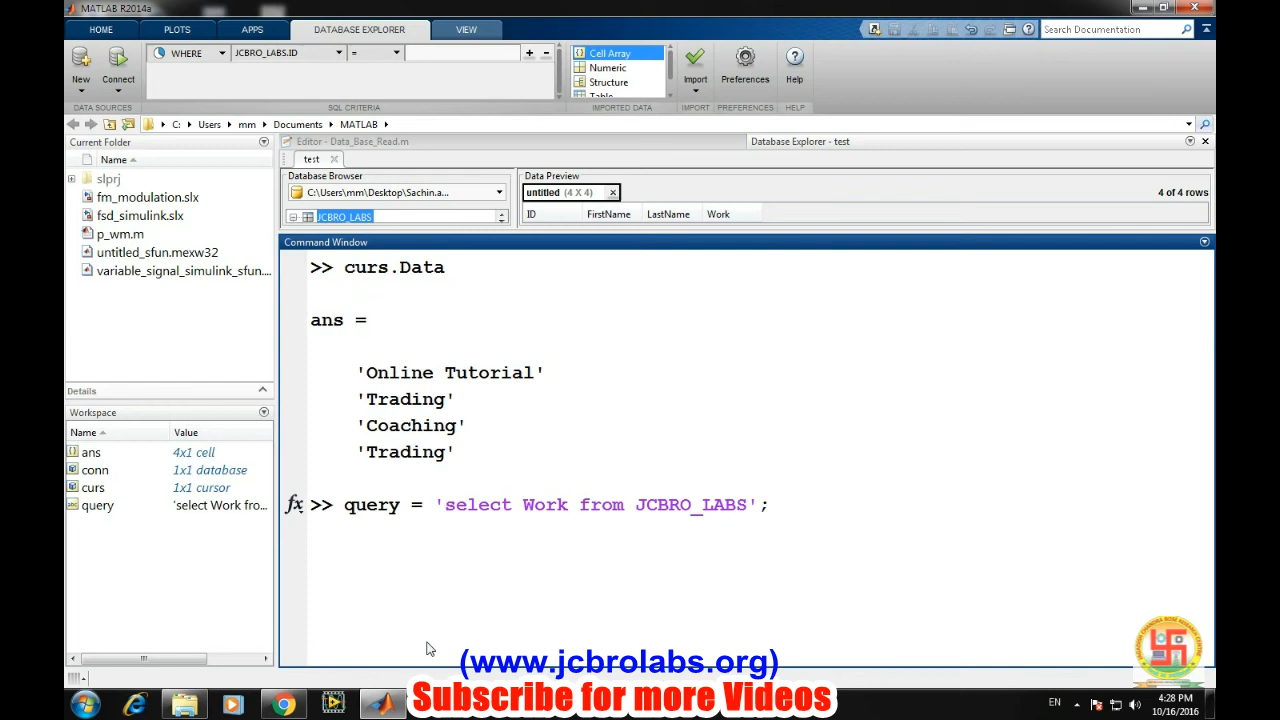 MATLAB R2014a
HOME PLOTS APPS DATABASE EXPLORER VIEW
Search Documentation
WHERE JCBRO_LABS.ID = + -
New Connect
Cell Array
Numeric
Structure
Table
Import Preferences Help
DATA SOURCES SQL CRITERIA IMPORTED DATA IMPORT PREFERENCES HELP
C: Users mm Documents MATLAB
Current Folder
Name
slprj
fm_modulation.slx
fsd_simulink.slx
p_wm.m
untitled_sfun.mexw32
variable_signal_simulink_sfun....
Details
Workspace
Name Value
ans 4x1 cell
conn 1x1 database
curs 1x1 cursor
query 'select Work fro...
Editor - Data_Base_Read.m
Database Explorer - test
test
Database Browser
C:\Users\mm\Desktop\Sachin.a...
JCBRO_LABS
Data Preview
untitled (4 X 4)
4 of 4 rows
ID FirstName LastName Work
Command Window
>> curs.Data
ans =
'Online Tutorial'
'Trading'
'Coaching'
'Trading'
fx >> query = 'select Work from JCBRO_LABS';
(www.jcbrolabs.org)
Subscribe for more Videos
EN
4:28 PM
10/16/2016